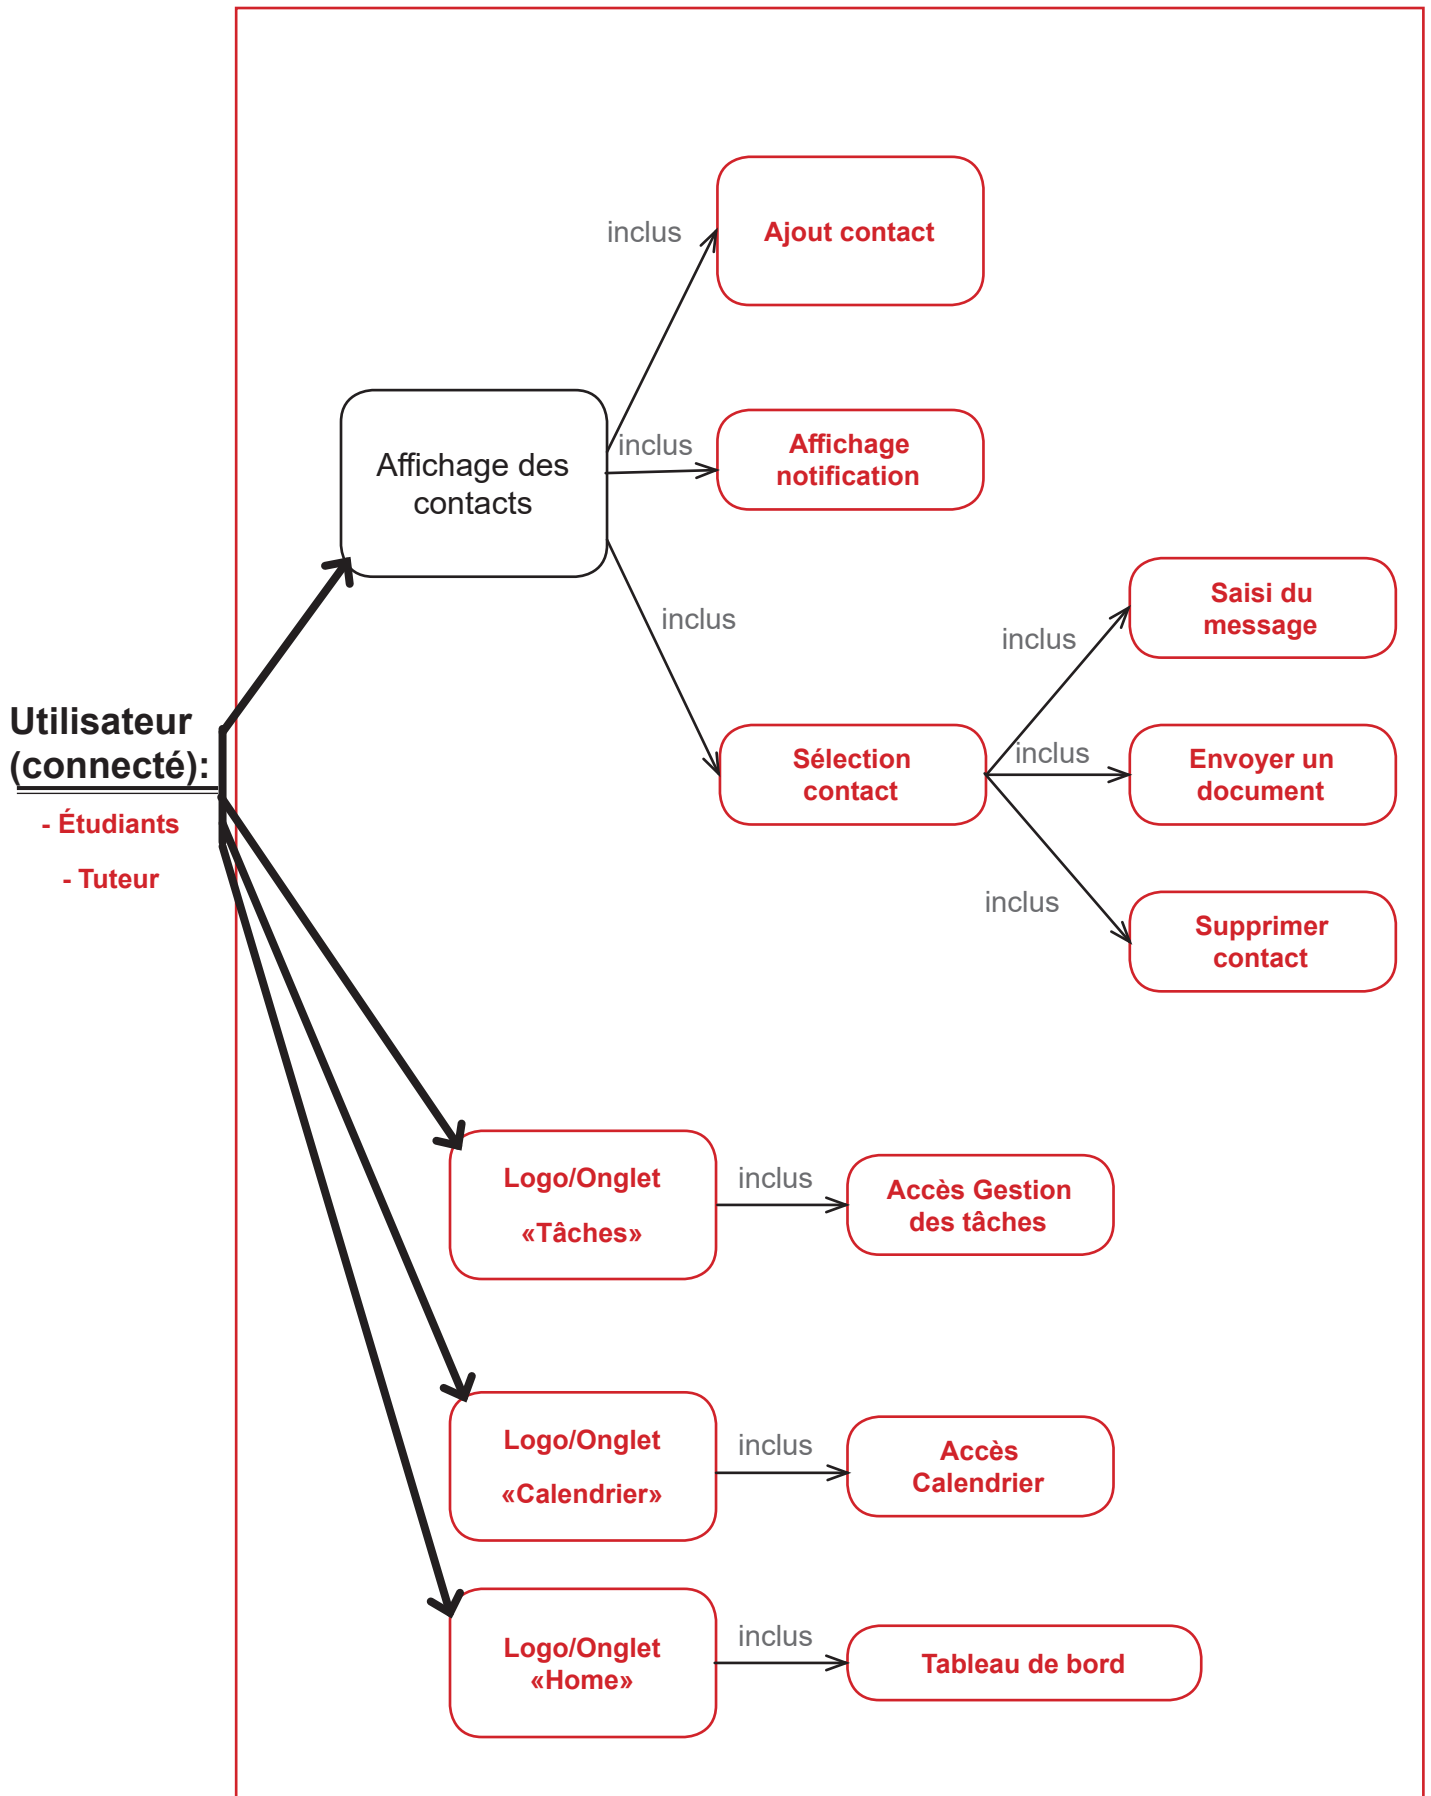 inclus
Ajout contact
inclus
Affichage
notification
Affichage des
contacts
inclus
Saisi du
message
inclus
Utilisateur
(connecté):
- Étudiants
- Tuteur
Sélection
contact
inclus
Envoyer un
document
inclus
Supprimer
contact
Logo/Onglet
«Tâches»
inclus
Accès Gestion
des tâches
Logo/Onglet
«Calendrier»
inclus
Accès
Calendrier
Logo/Onglet
«Home»
inclus
Tableau de bord